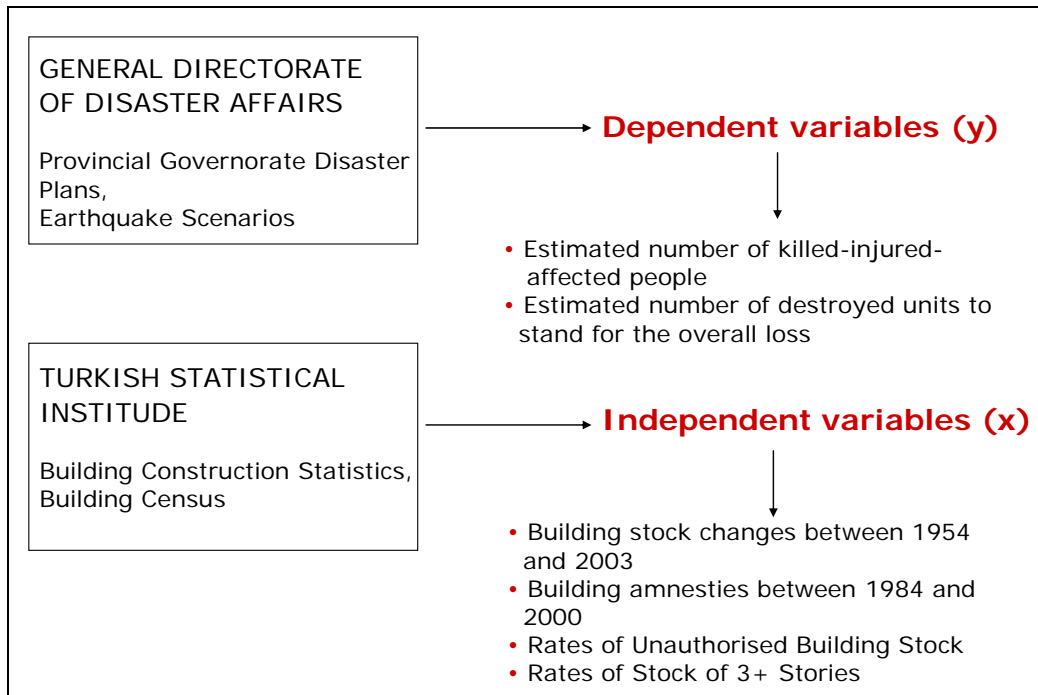 GENERAL DIRECTORATE
OF DISASTER AFFAIRS
Provincial Governorate Disaster
Plans,
Earthquake Scenarios
Dependent variables (y)
• Estimated number of killed-injured-
affected people
• Estimated number of destroyed units to
stand for the overall loss
TURKISH STATISTICAL
INSTITUDE
Building Construction Statistics,
Building Census
Independent variables (x)
• Building stock changes between 1954
and 2003
• Building amnesties between 1984 and
2000
• Rates of Unauthorised Building Stock
• Rates of Stock of 3+ Stories